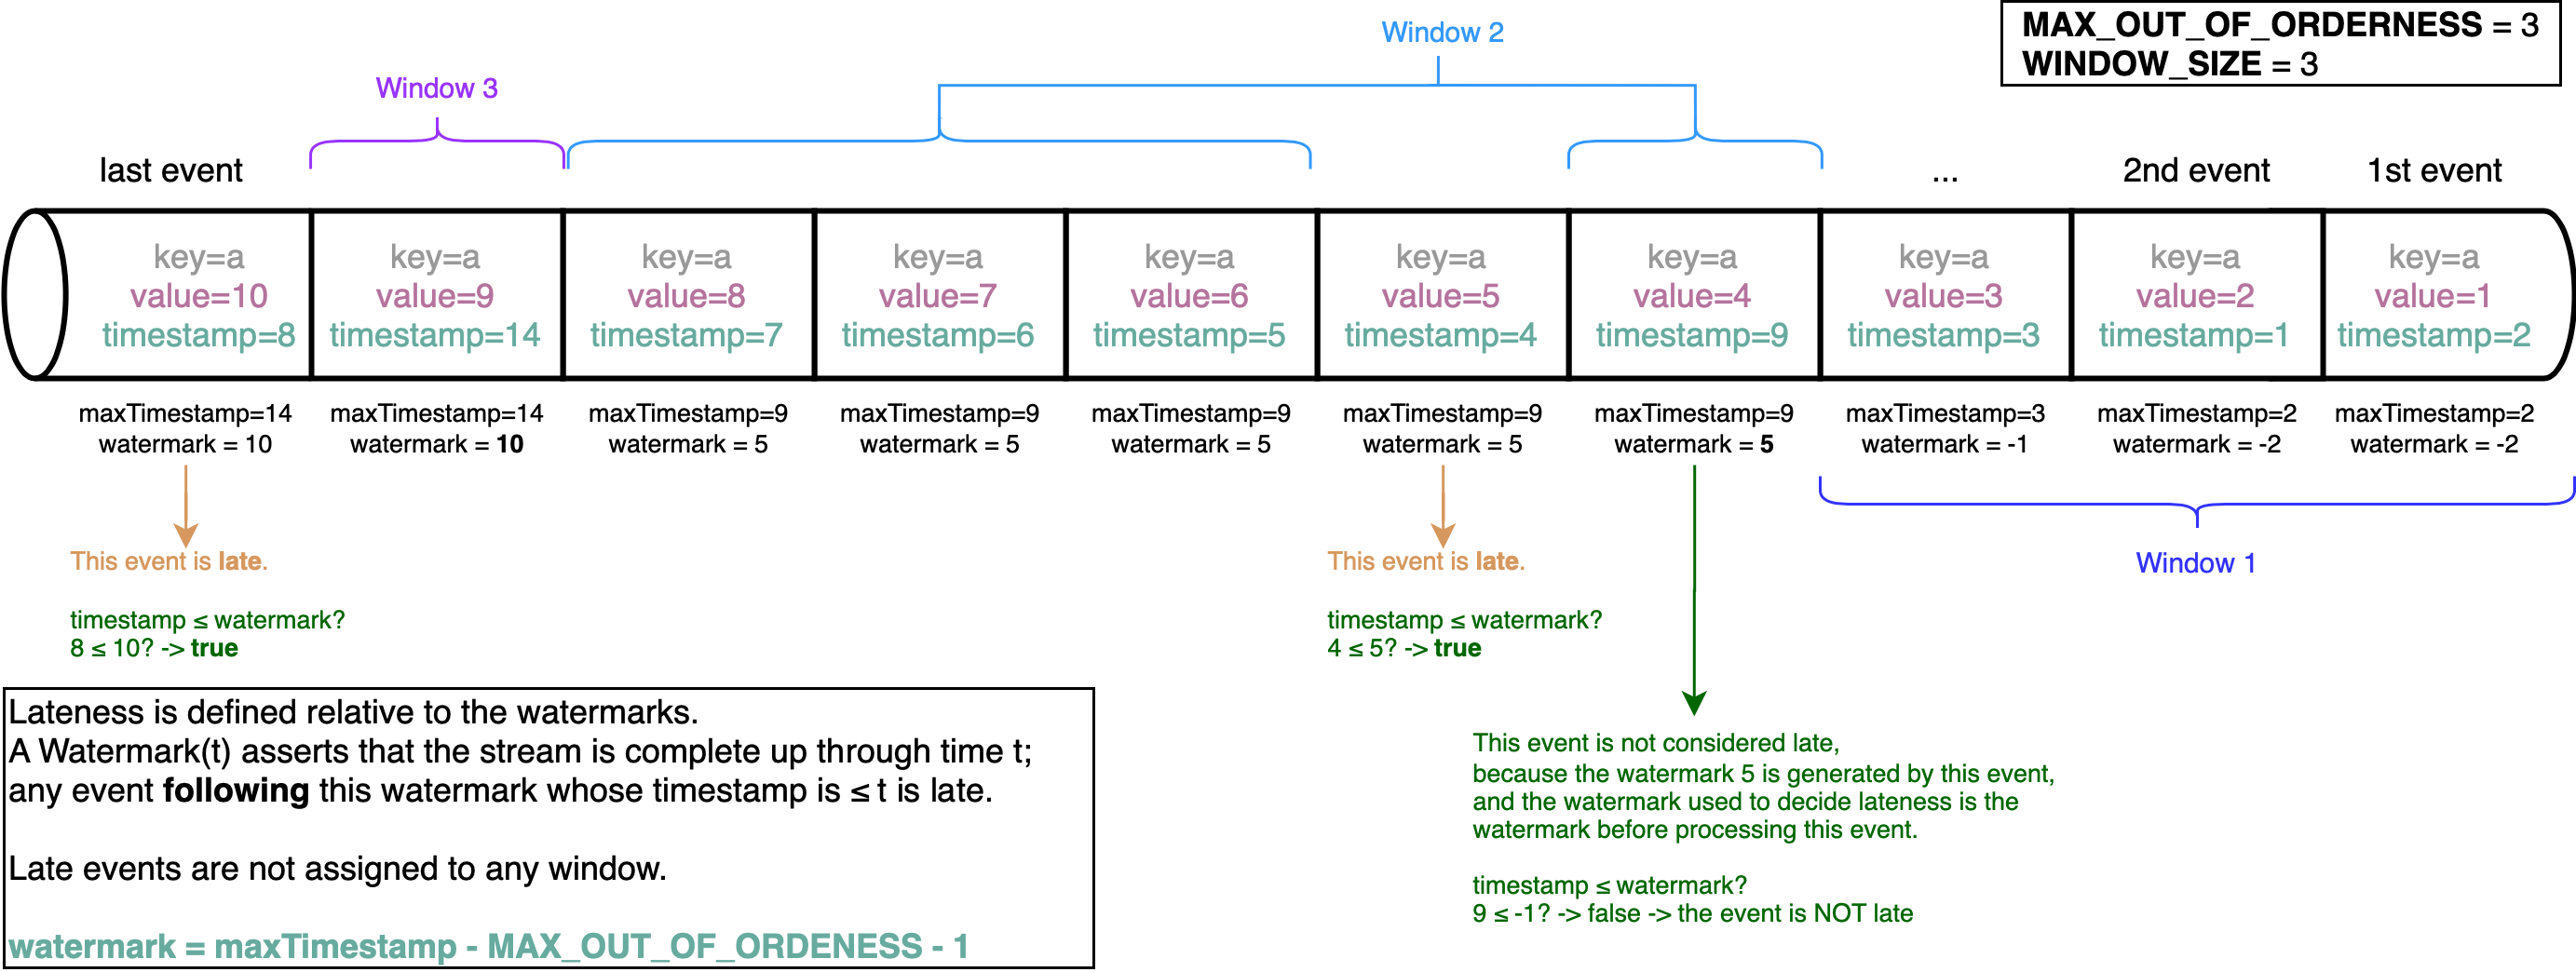 MAX_OUT_OF_ORDERNESS = 3
WINDOW_SIZE = 3
Window 2
Window 3
last event
...
2nd event
1st event
key=a
value=10
timestamp=8
key=a
value=9
timestamp=14
key=a
value=8
timestamp=7
key=a
value=7
timestamp=6
key=a
value=6
timestamp=5
key=a
value=5
timestamp=4
key=a
value=4
timestamp=9
key=a
value=3
timestamp=3
key=a
value=2
timestamp=1
key=a
value=1
timestamp=2
maxTimestamp=14
watermark = 10
maxTimestamp=14
watermark = 10
maxTimestamp=9
watermark = 5
maxTimestamp=9
watermark = 5
maxTimestamp=9
watermark = 5
maxTimestamp=9
watermark = 5
maxTimestamp=9
watermark = 5
maxTimestamp=3
watermark = -1
maxTimestamp=2
watermark = -2
maxTimestamp=2
watermark = -2
Window 1
This event is late.
timestamp ≤ watermark?
8 ≤ 10? -> true
This event is late.
timestamp ≤ watermark?
4 ≤ 5? -> true
This event is not considered late,
because the watermark 5 is generated by this event,
and the watermark used to decide lateness is the
watermark before processing this event.
timestamp ≤ watermark?
9 ≤ -1? -> false -> the event is NOT late
Lateness is defined relative to the watermarks.
A Watermark(t) asserts that the stream is complete up through time t;
any event following this watermark whose timestamp is ≤ t is late.
Late events are not assigned to any window.
watermark = maxTimestamp - MAX_OUT_OF_ORDENESS - 1